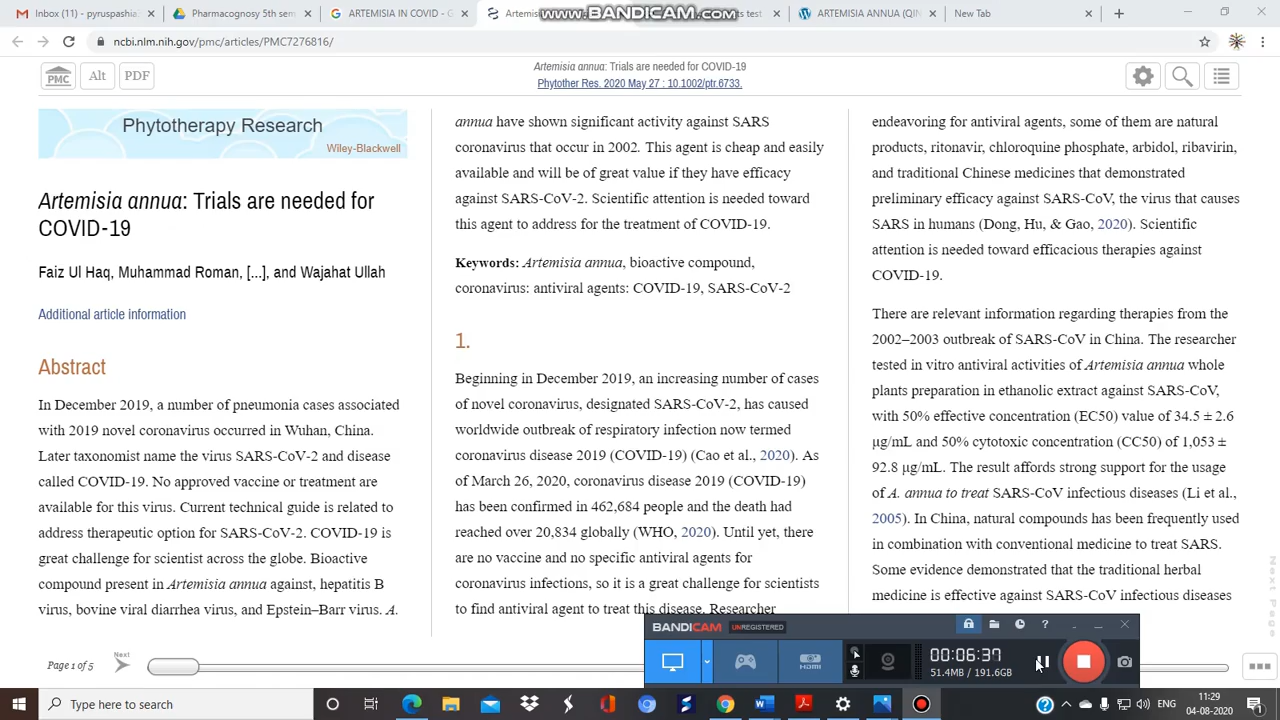 Inbox (11) - pyruspashia
Pharmacognosy 5th sem
ARTEMISIA IN COVID - G
WWW.BANDICAM.COM
ARTEMISIA ANNUA (QIN
New Tab
ncbi.nlm.nih.gov/pmc/articles/PMC7276816/
PMC
Alt
PDF
Artemisia annua: Trials are needed for COVID-19
Phytother Res. 2020 May 27 : 10.1002/ptr.6733.
Phytotherapy Research
Wiley-Blackwell
Artemisia annua: Trials are needed for
COVID-19
Faiz Ul Haq, Muhammad Roman, [...], and Wajahat Ullah
Additional article information
Abstract
In December 2019, a number of pneumonia cases associated
with 2019 novel coronavirus occurred in Wuhan, China.
Later taxonomist name the virus SARS-CoV-2 and disease
called COVID-19. No approved vaccine or treatment are
available for this virus. Current technical guide is related to
address therapeutic option for SARS-CoV-2. COVID-19 is
great challenge for scientist across the globe. Bioactive
compound present in Artemisia annua against, hepatitis B
virus, bovine viral diarrhea virus, and Epstein–Barr virus. A.
annua have shown significant activity against SARS
coronavirus that occur in 2002. This agent is cheap and easily
available and will be of great value if they have efficacy
against SARS-CoV-2. Scientific attention is needed toward
this agent to address for the treatment of COVID-19.
Keywords: Artemisia annua, bioactive compound,
coronavirus: antiviral agents: COVID-19, SARS-CoV-2
1.
Beginning in December 2019, an increasing number of cases
of novel coronavirus, designated SARS-CoV-2, has caused
worldwide outbreak of respiratory infection now termed
coronavirus disease 2019 (COVID-19) (Cao et al., 2020). As
of March 26, 2020, coronavirus disease 2019 (COVID-19)
has been confirmed in 462,684 people and the death had
reached over 20,834 globally (WHO, 2020). Until yet, there
are no vaccine and no specific antiviral agents for
coronavirus infections, so it is a great challenge for scientists
to find antiviral agent to treat this disease. Researcher
endeavoring for antiviral agents, some of them are natural
products, ritonavir, chloroquine phosphate, arbidol, ribavirin,
and traditional Chinese medicines that demonstrated
preliminary efficacy against SARS-CoV, the virus that causes
SARS in humans (Dong, Hu, & Gao, 2020). Scientific
attention is needed toward efficacious therapies against
COVID-19.
There are relevant information regarding therapies from the
2002–2003 outbreak of SARS-CoV in China. The researcher
tested in vitro antiviral activities of Artemisia annua whole
plants preparation in ethanolic extract against SARS-CoV,
with 50% effective concentration (EC50) value of 34.5 ± 2.6
μg/mL and 50% cytotoxic concentration (CC50) of 1,053 ±
92.8 μg/mL. The result affords strong support for the usage
of A. annua to treat SARS-CoV infectious diseases (Li et al.,
2005). In China, natural compounds has been frequently used
in combination with conventional medicine to treat SARS.
Some evidence demonstrated that the traditional herbal
medicine is effective against SARS-CoV infectious diseases
Next Page
Page 1 of 5
Next
BANDICAM UNREGISTERED
HDMI
00:06:37
51.4MB / 191.6GB
Type here to search
ENG
11:29
04-08-2020